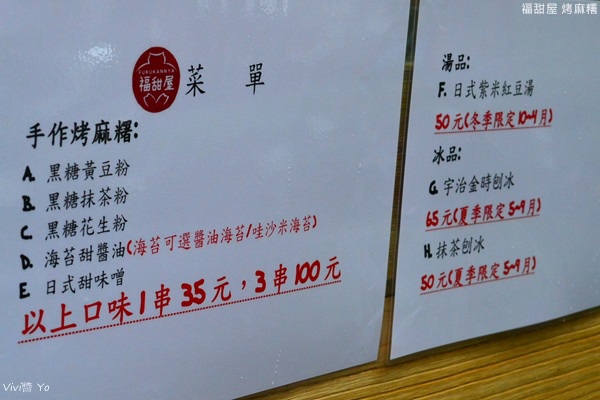 福甜屋 烤麻糬
FUKUKANNYA
福甜屋
菜 單
手作烤麻糬:
A. 黑糖黃豆粉
B. 黑糖抹茶粉
C. 黑糖花生粉
D. 海苔甜醬油(海苔可選醬油海苔/哇沙米海苔)
E. 日式甜味噌
以上口味1串35元，3串100元
湯品:
F. 日式紫米紅豆湯
50元(冬季限定10~4月)
冰品:
G. 宇治金時刨冰
65元(夏季限定5~9月)
H. 抹茶刨冰
50元(夏季限定5~9月)
Vivi醬 Yo